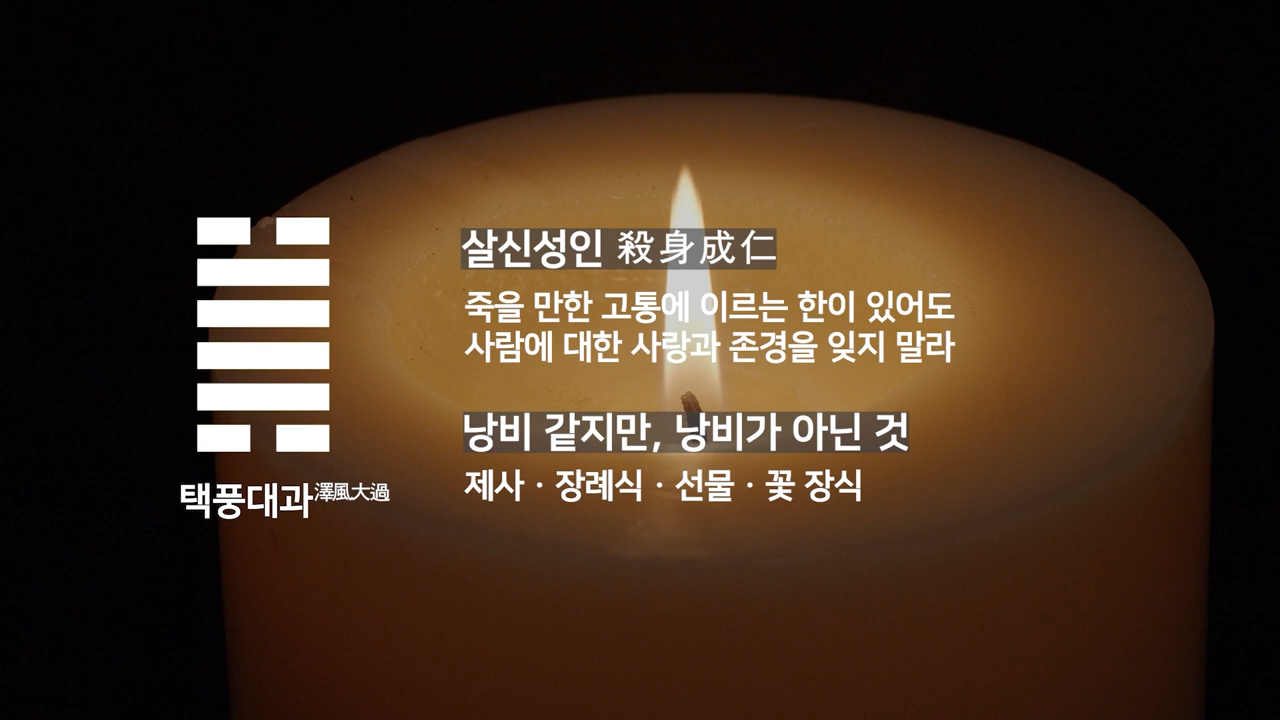 살신성인 殺身成仁
죽을 만한 고통에 이르는 한이 있어도
사람에 대한 사랑과 존경을 잊지 말라
낭비 같지만, 낭비가 아닌 것
제사 · 장례식 · 선물 · 꽃 장식
택풍대과澤風大過